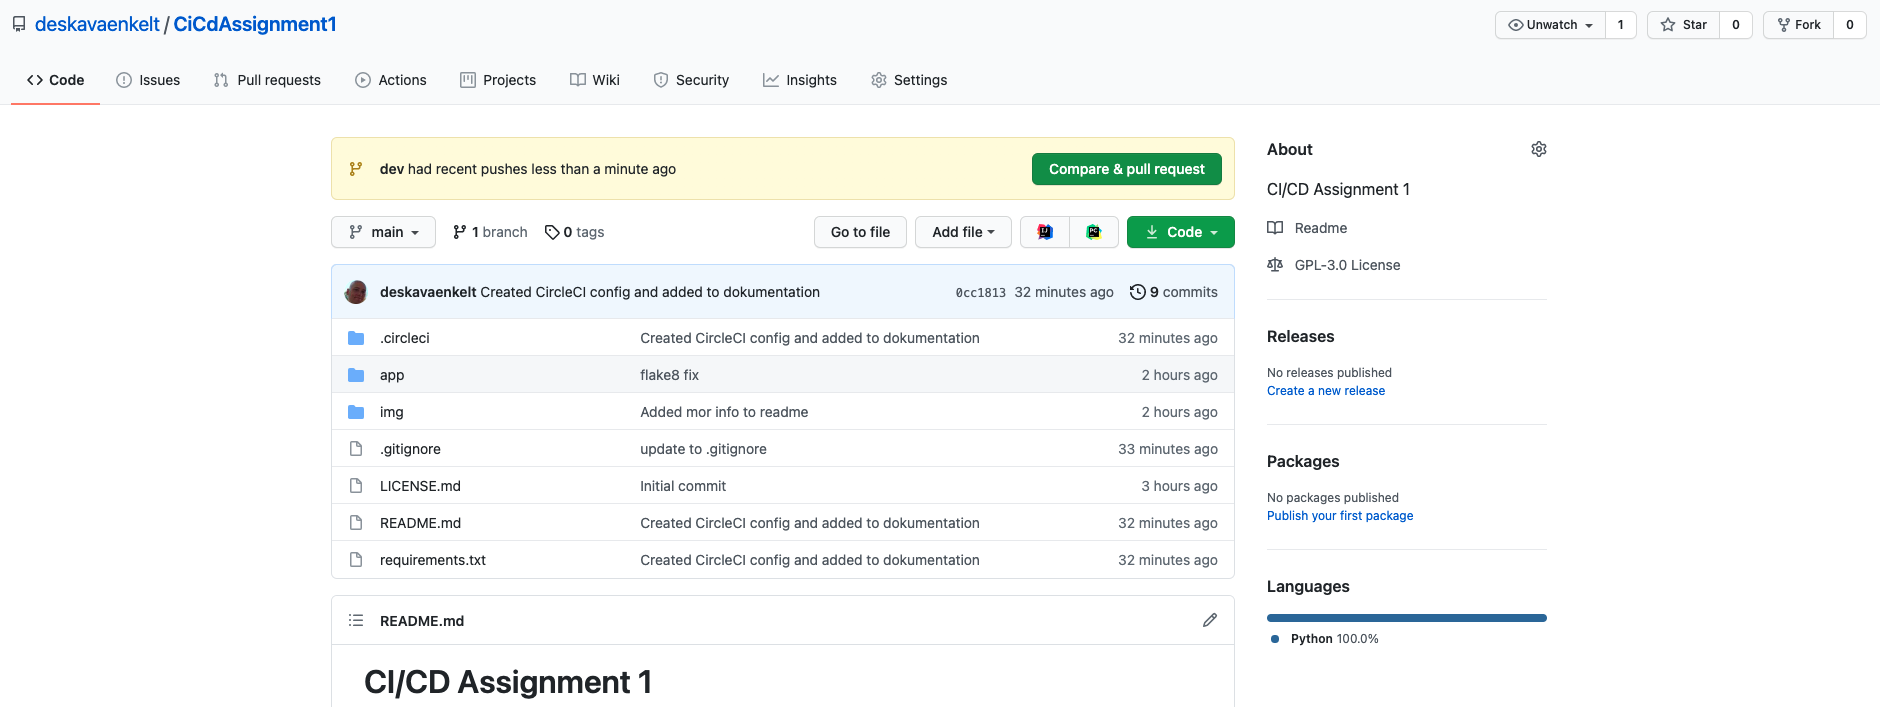 deskavaenkelt / CiCdAssignment1
Unwatch 1 Star 0 Fork 0
Code Issues Pull requests Actions Projects Wiki Security Insights Settings
dev had recent pushes less than a minute ago Compare & pull request
main 1 branch 0 tags Go to file Add file Code
deskavaenkelt Created CircleCI config and added to dokumentation 0cc1813 32 minutes ago 9 commits
.circleci Created CircleCI config and added to dokumentation 32 minutes ago
app flake8 fix 2 hours ago
img Added mor info to readme 2 hours ago
.gitignore update to .gitignore 33 minutes ago
LICENSE.md Initial commit 3 hours ago
README.md Created CircleCI config and added to dokumentation 32 minutes ago
requirements.txt Created CircleCI config and added to dokumentation 32 minutes ago
README.md
CI/CD Assignment 1
About
CI/CD Assignment 1
Readme
GPL-3.0 License
Releases
No releases published
Create a new release
Packages
No packages published
Publish your first package
Languages
Python 100.0%